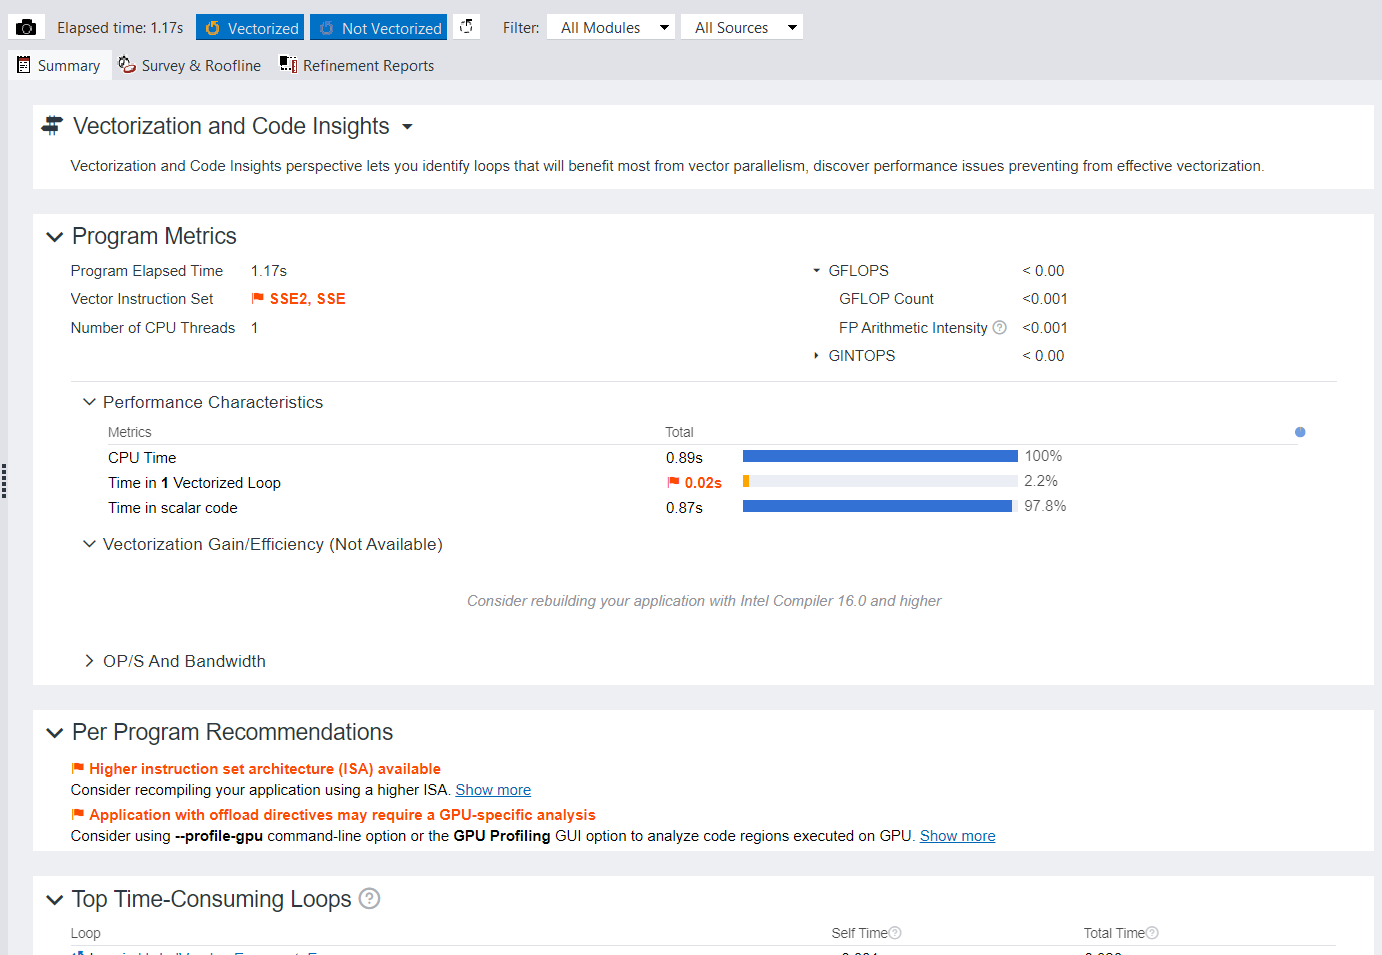 Elapsed time: 1.17s Vectorized Not Vectorized Filter: All Modules All Sources
Summary Survey & Roofline Refinement Reports
Vectorization and Code Insights
Vectorization and Code Insights perspective lets you identify loops that will benefit most from vector parallelism, discover performance issues preventing from effective vectorization.
Program Metrics
Program Elapsed Time 1.17s GFLOPS < 0.00
Vector Instruction Set SSE2, SSE GFLOP Count <0.001
Number of CPU Threads 1 FP Arithmetic Intensity <0.001
GINTOPS < 0.00
Performance Characteristics
Metrics Total
CPU Time 0.89s 100%
Time in 1 Vectorized Loop 0.02s 2.2%
Time in scalar code 0.87s 97.8%
Vectorization Gain/Efficiency (Not Available)
Consider rebuilding your application with Intel Compiler 16.0 and higher
OP/S And Bandwidth
Per Program Recommendations
Higher instruction set architecture (ISA) available
Consider recompiling your application using a higher ISA. Show more
Application with offload directives may require a GPU-specific analysis
Consider using --profile-gpu command-line option or the GPU Profiling GUI option to analyze code regions executed on GPU. Show more
Top Time-Consuming Loops
Loop Self Time Total Time